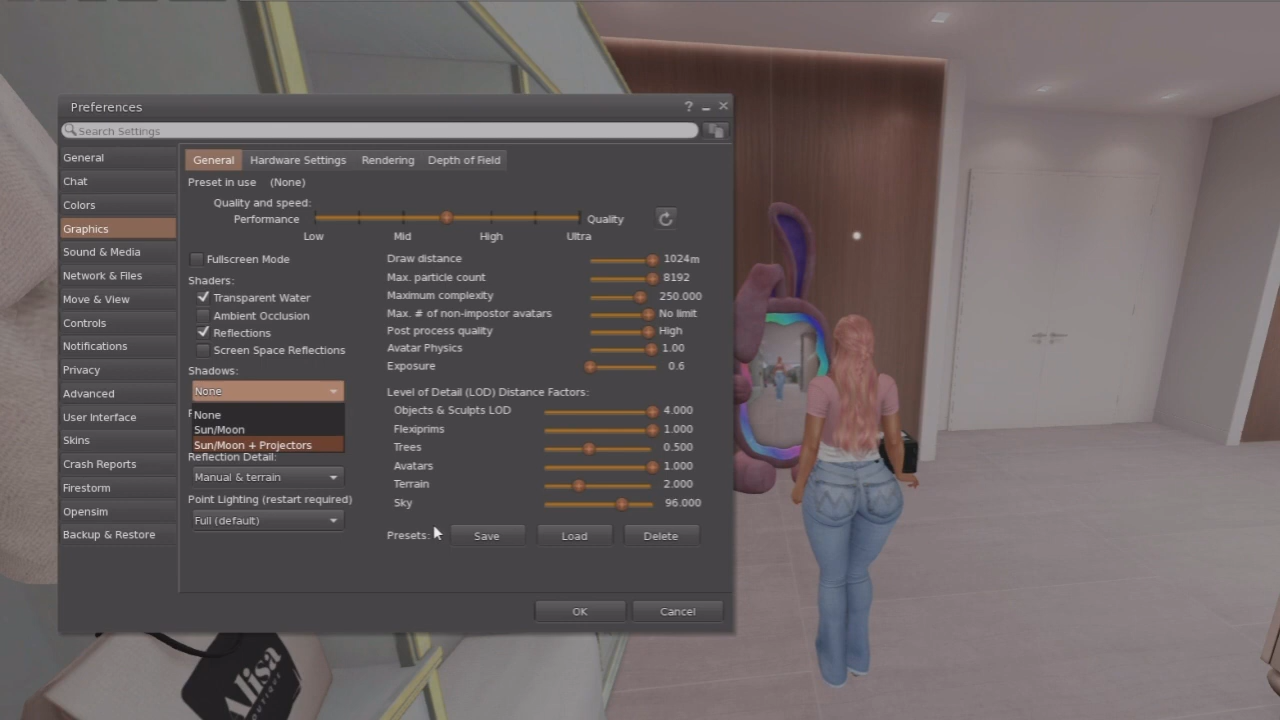 Preferences
?
Search Settings
General
Chat
Colors
Graphics
Sound & Media
Network & Files
Move & View
Controls
Notifications
Privacy
Advanced
User Interface
Skins
Crash Reports
Firestorm
Opensim
Backup & Restore
General Hardware Settings Rendering Depth of Field
Preset in use (None)
Quality and speed:
Performance Quality
Low Mid High Ultra
Fullscreen Mode
Shaders:
Transparent Water
Ambient Occlusion
Reflections
Screen Space Reflections
Shadows:
None
None
Sun/Moon
Sun/Moon + Projectors
Reflection Detail:
Manual & terrain
Point Lighting (restart required)
Full (default)
Draw distance 1024m
Max. particle count 8192
Maximum complexity 250.000
Max. # of non-impostor avatars No limit
Post process quality High
Avatar Physics 1.00
Exposure 0.6
Level of Detail (LOD) Distance Factors:
Objects & Sculpts LOD 4.000
Flexiprims 1.000
Trees 0.500
Avatars 1.000
Terrain 2.000
Sky 96.000
Presets: Save Load Delete
OK Cancel
Alisa